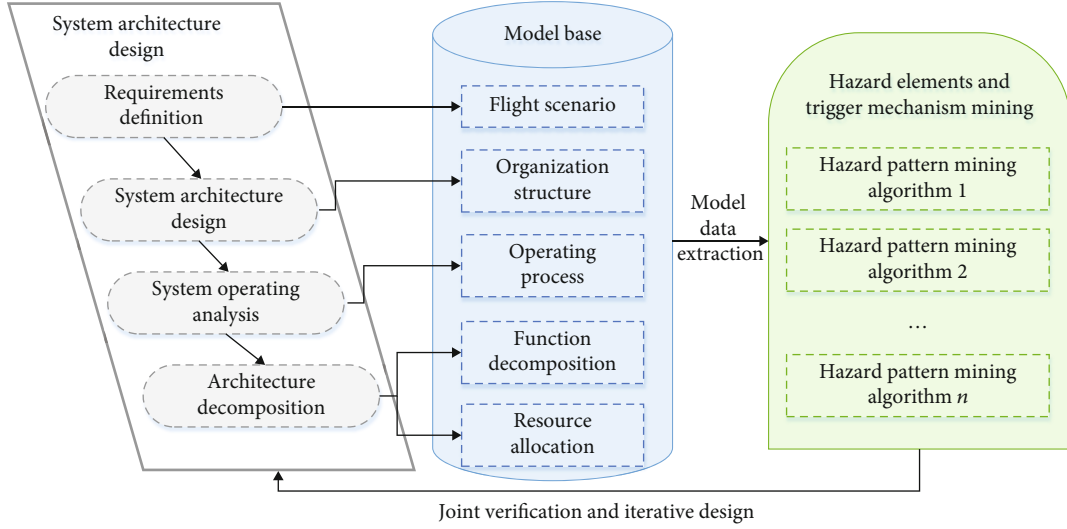 System architecture
design
Requirements
definition
System architecture
design
System operating
analysis
Architecture
decomposition
Model base
Flight scenario
Organization
structure
Operating
process
Function
decomposition
Resource
allocation
Model
data
extraction
Hazard elements and
trigger mechanism mining
Hazard pattern mining
algorithm 1
Hazard pattern mining
algorithm 2
...
Hazard pattern mining
algorithm n
Joint verification and iterative design